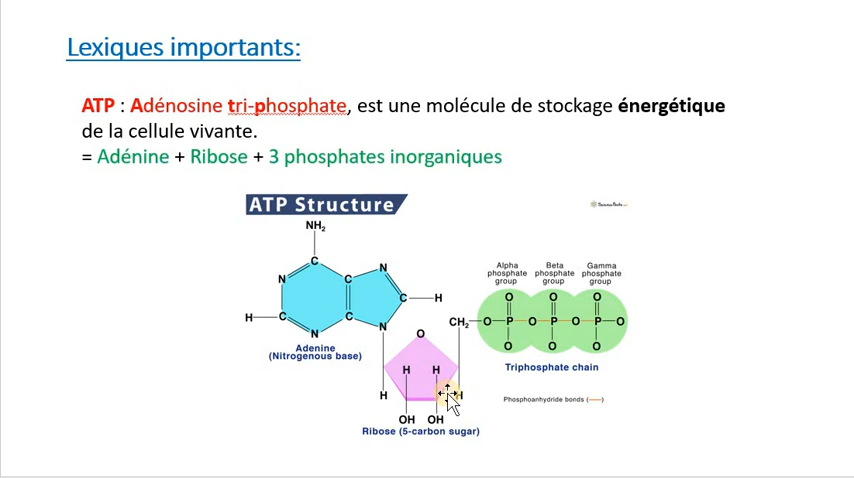 Lexiques importants:
ATP : Adénosine tri-phosphate, est une molécule de stockage énergétique
de la cellule vivante.
= Adénine + Ribose + 3 phosphates inorganiques
ATP Structure
NH₂
C
N
C
N
C
H
H
C
C
N
N
Adenine
(Nitrogenous base)
Alpha
phosphate
group
Beta
phosphate
group
Gamma
phosphate
group
O
O
O
CH₂
O
P
O
P
O
P
O
O
O
O
Triphosphate chain
O
H
H
H
H
OH
OH
Ribose (5-carbon sugar)
Phosphoanhydride bonds (—)